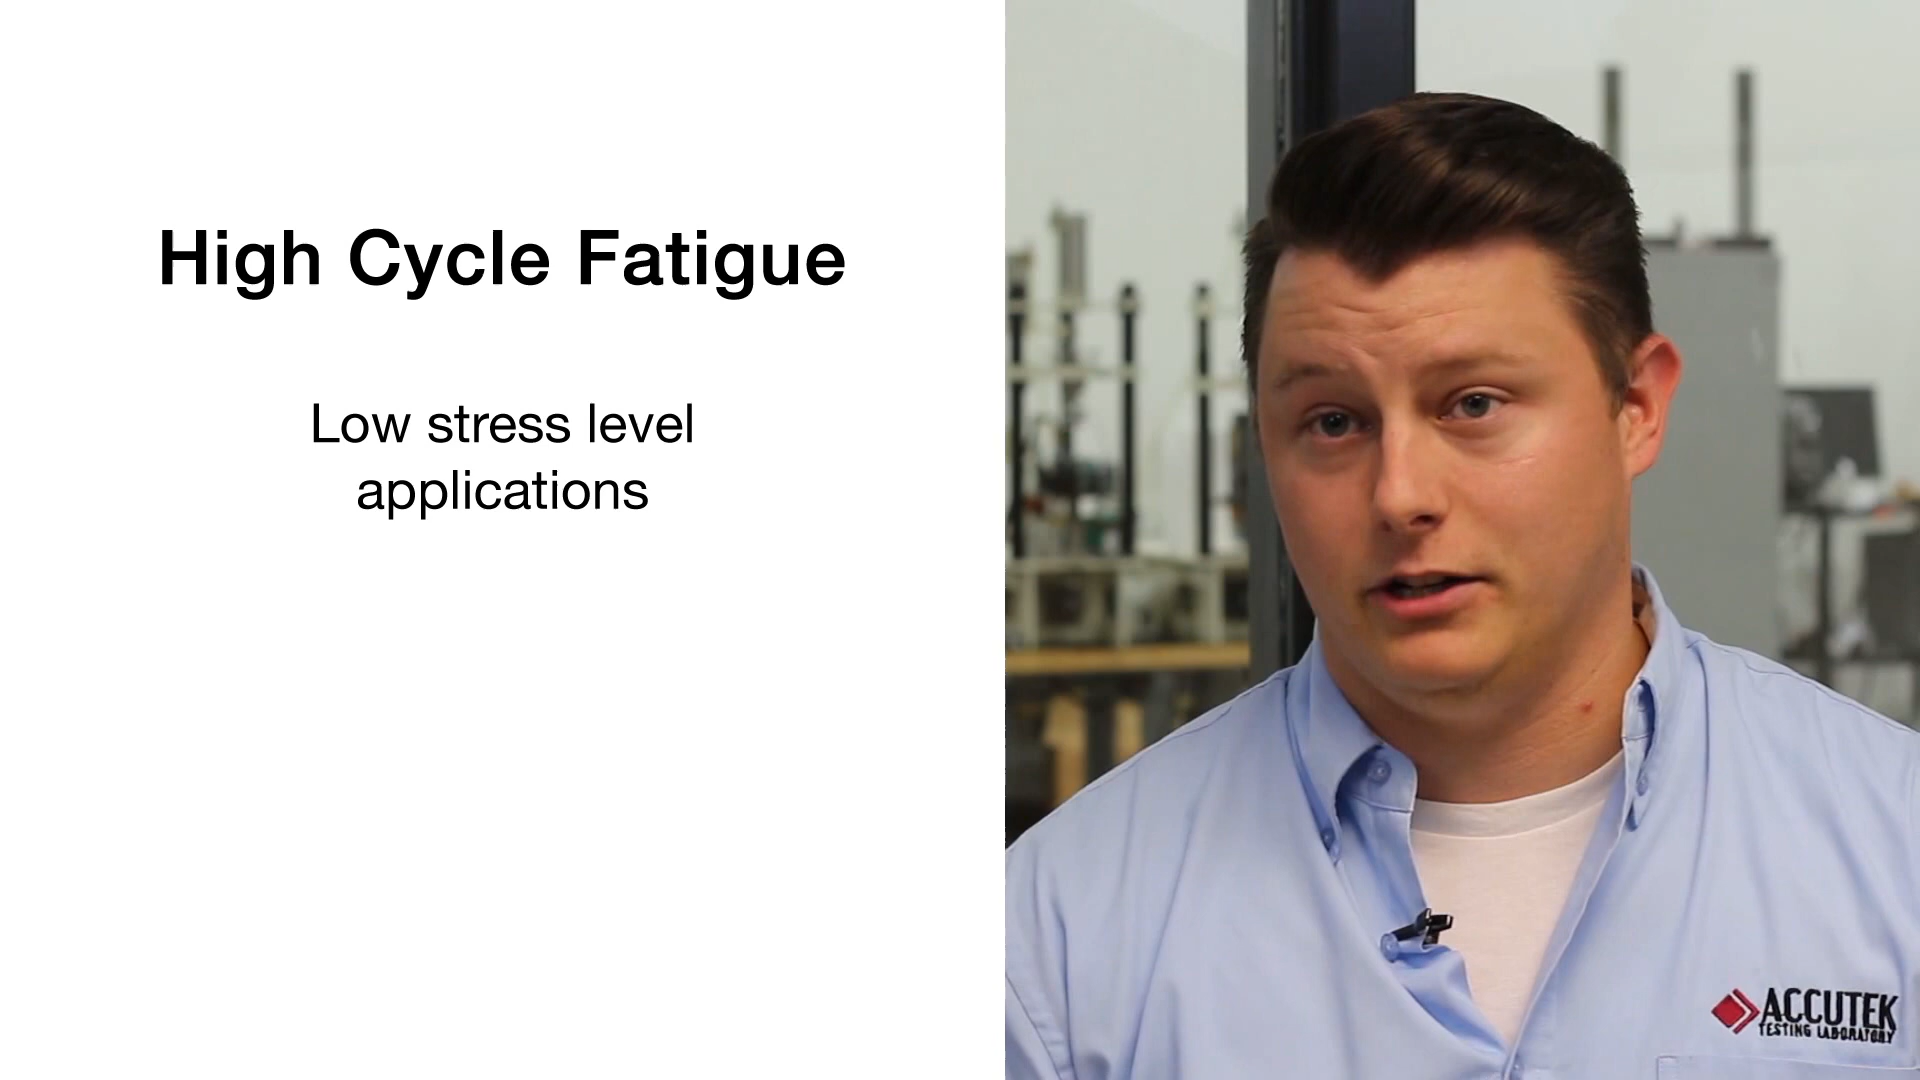 High Cycle Fatigue
Low stress level
applications
ACCUTEK
TESTING LABORATORY